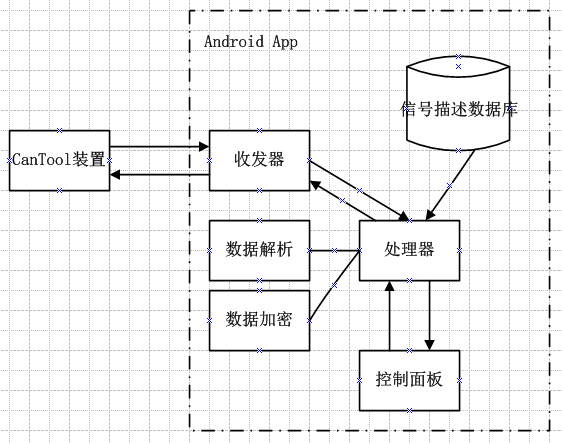 Android App
信号描述数据库
CanTool装置
收发器
数据解析
处理器
数据加密
控制面板